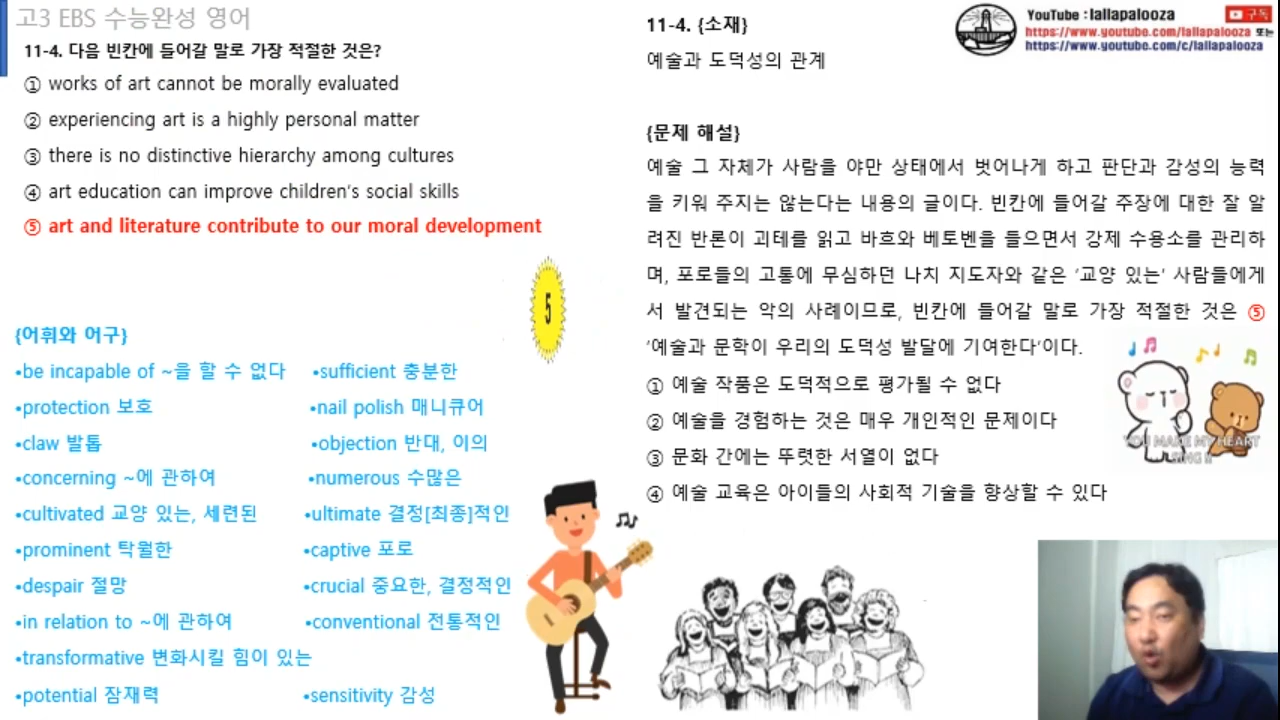 고3 EBS 수능완성 영어
11-4. 다음 빈칸에 들어갈 말로 가장 적절한 것은?
① works of art cannot be morally evaluated
② experiencing art is a highly personal matter
③ there is no distinctive hierarchy among cultures
④ art education can improve children's social skills
⑤ art and literature contribute to our moral development
5
{어휘와 어구}
•be incapable of ~을 할 수 없다 •sufficient 충분한
•protection 보호 •nail polish 매니큐어
•claw 발톱 •objection 반대, 이의
•concerning ~에 관하여 •numerous 수많은
•cultivated 교양 있는, 세련된 •ultimate 결정[최종]적인
•prominent 탁월한 •captive 포로
•despair 절망 •crucial 중요한, 결정적인
•in relation to ~에 관하여 •conventional 전통적인
•transformative 변화시킬 힘이 있는
•potential 잠재력 •sensitivity 감성
11-4. {소재}
예술과 도덕성의 관계
{문제 해설}
예술 그 자체가 사람을 야만 상태에서 벗어나게 하고 판단과 감성의 능력
을 키워 주지는 않는다는 내용의 글이다. 빈칸에 들어갈 주장에 대한 잘 알
려진 반론이 괴테를 읽고 바흐와 베토벤을 들으면서 강제 수용소를 관리하
며, 포로들의 고통에 무심하던 나치 지도자와 같은 '교양 있는' 사람들에게
서 발견되는 악의 사례이므로, 빈칸에 들어갈 말로 가장 적절한 것은 ⑤
'예술과 문학이 우리의 도덕성 발달에 기여한다'이다.
① 예술 작품은 도덕적으로 평가될 수 없다
② 예술을 경험하는 것은 매우 개인적인 문제이다
③ 문화 간에는 뚜렷한 서열이 없다
④ 예술 교육은 아이들의 사회적 기술을 향상할 수 있다
YouTube : lallapalooza 구독
https://www.youtube.com/lallapalooza 또는
https://www.youtube.com/c/lallapalooza
YOU MAKE MY HEART
SING !!